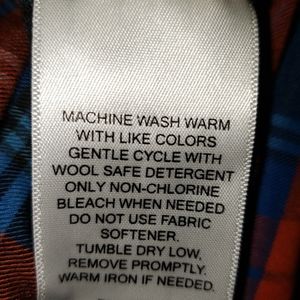 MACHINE WASH WARM
WITH LIKE COLORS
GENTLE CYCLE WITH
WOOL SAFE DETERGENT
ONLY NON-CHLORINE
BLEACH WHEN NEEDED
DO NOT USE FABRIC
SOFTENER.
TUMBLE DRY LOW,
REMOVE PROMPTLY.
WARM IRON IF NEEDED.